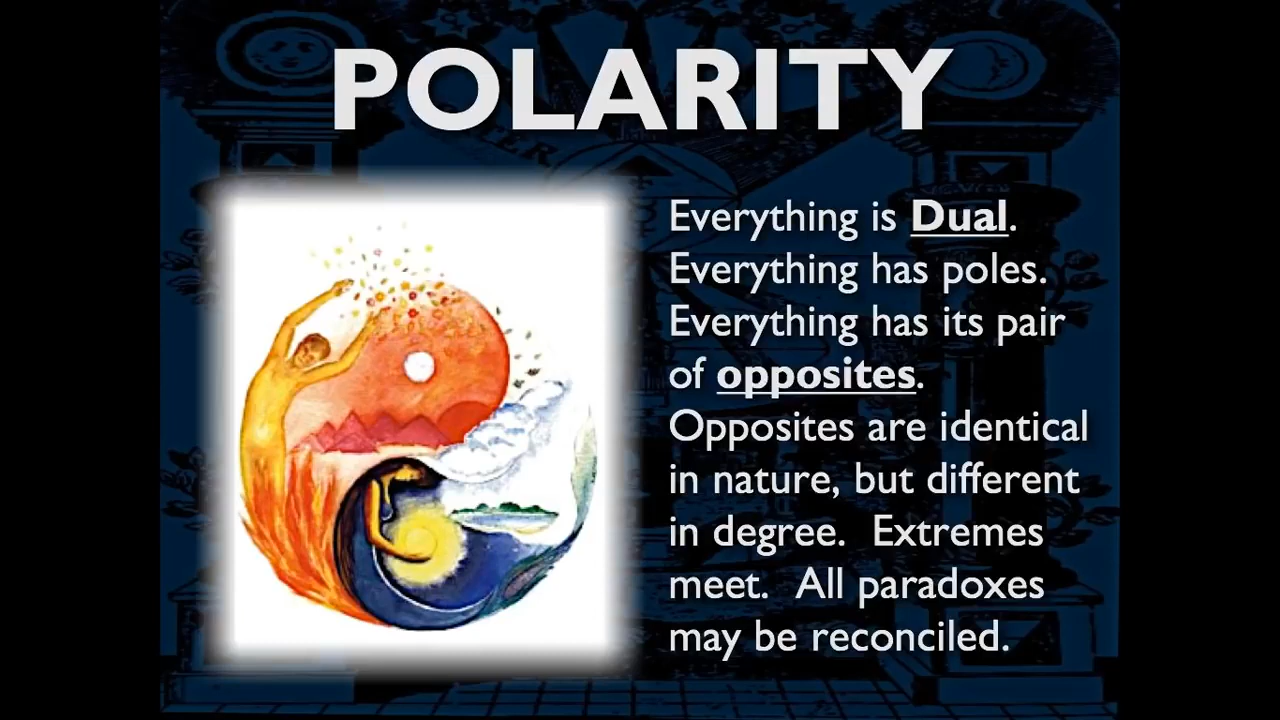 POLARITY
Everything is Dual.
Everything has poles.
Everything has its pair
of opposites.
Opposites are identical
in nature, but different
in degree.  Extremes
meet.  All paradoxes
may be reconciled.